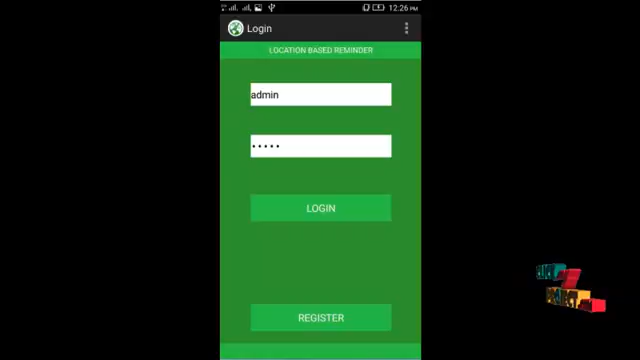 12:26 PM
Login
LOCATION BASED REMINDER
admin
•••••
LOGIN
REGISTER